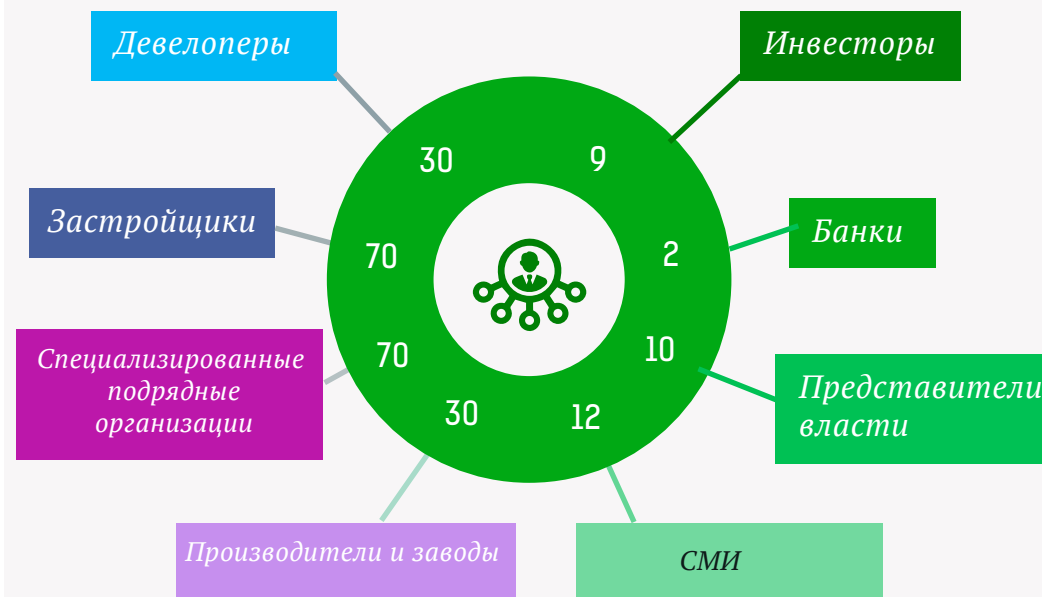 Девелоперы
Инвесторы
30
9
Застройщики
Банки
70
2
Специализированные
подрядные
организации
70
10
Представители
власти
30
12
Производители и заводы
СМИ